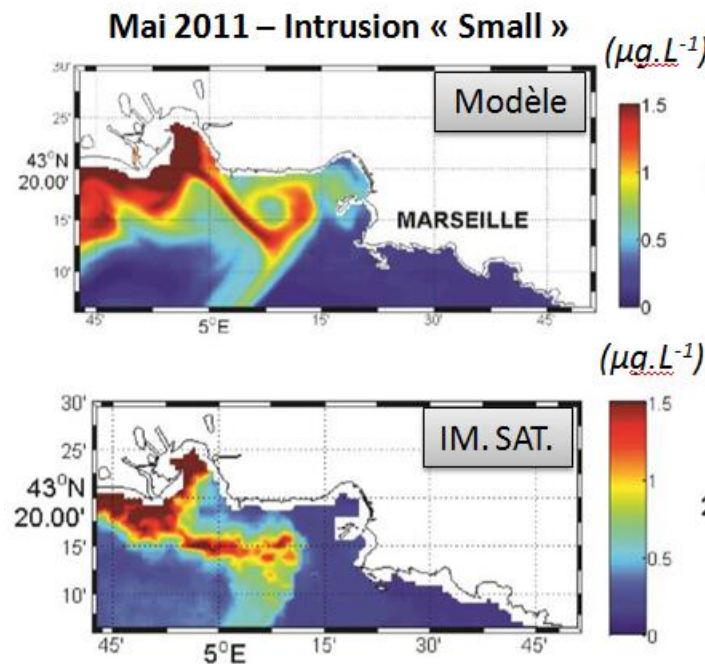 Mai 2011 – Intrusion « Small »
(µg.L-1)
30'
Modèle
1.5
25'
43°N
1
20.00'
MARSEILLE
15'
0.5
10'
0
45'
5°E
15'
30'
45'
(µg.L-1)
30'
IM. SAT.
1.5
25'
43°N
1
20.00'
15'
0.5
10'
0
45'
5°E
15'
30'
45'